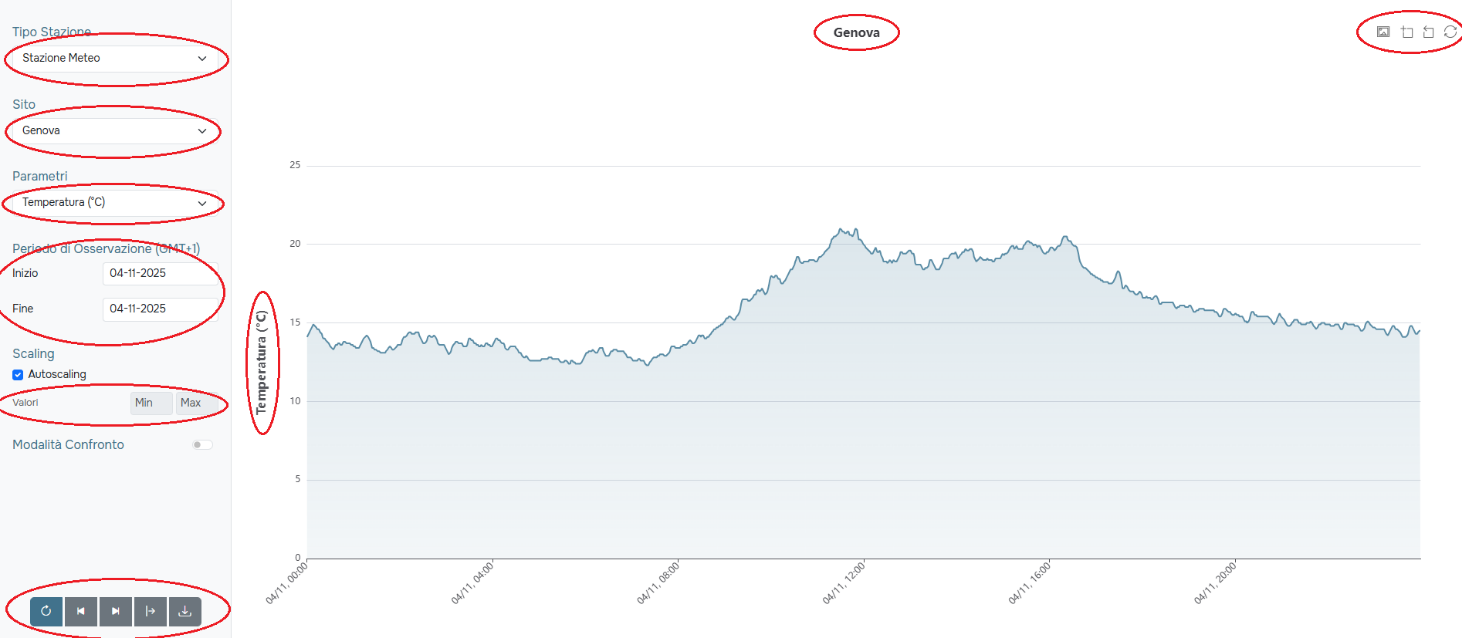 Tipo Stazione
Stazione Meteo
Sito
Genova
Parametri
Temperatura (°C)
Periodo di Osservazione (GMT+1)
Inizio 04-11-2025
Fine 04-11-2025
Scaling
Autoscaling
Valori Min Max
Modalità Confronto
Genova
Temperatura (°C)
25
20
15
10
5
0
04/11, 00:00
04/11, 04:00
04/11, 08:00
04/11, 12:00
04/11, 16:00
04/11, 20:00